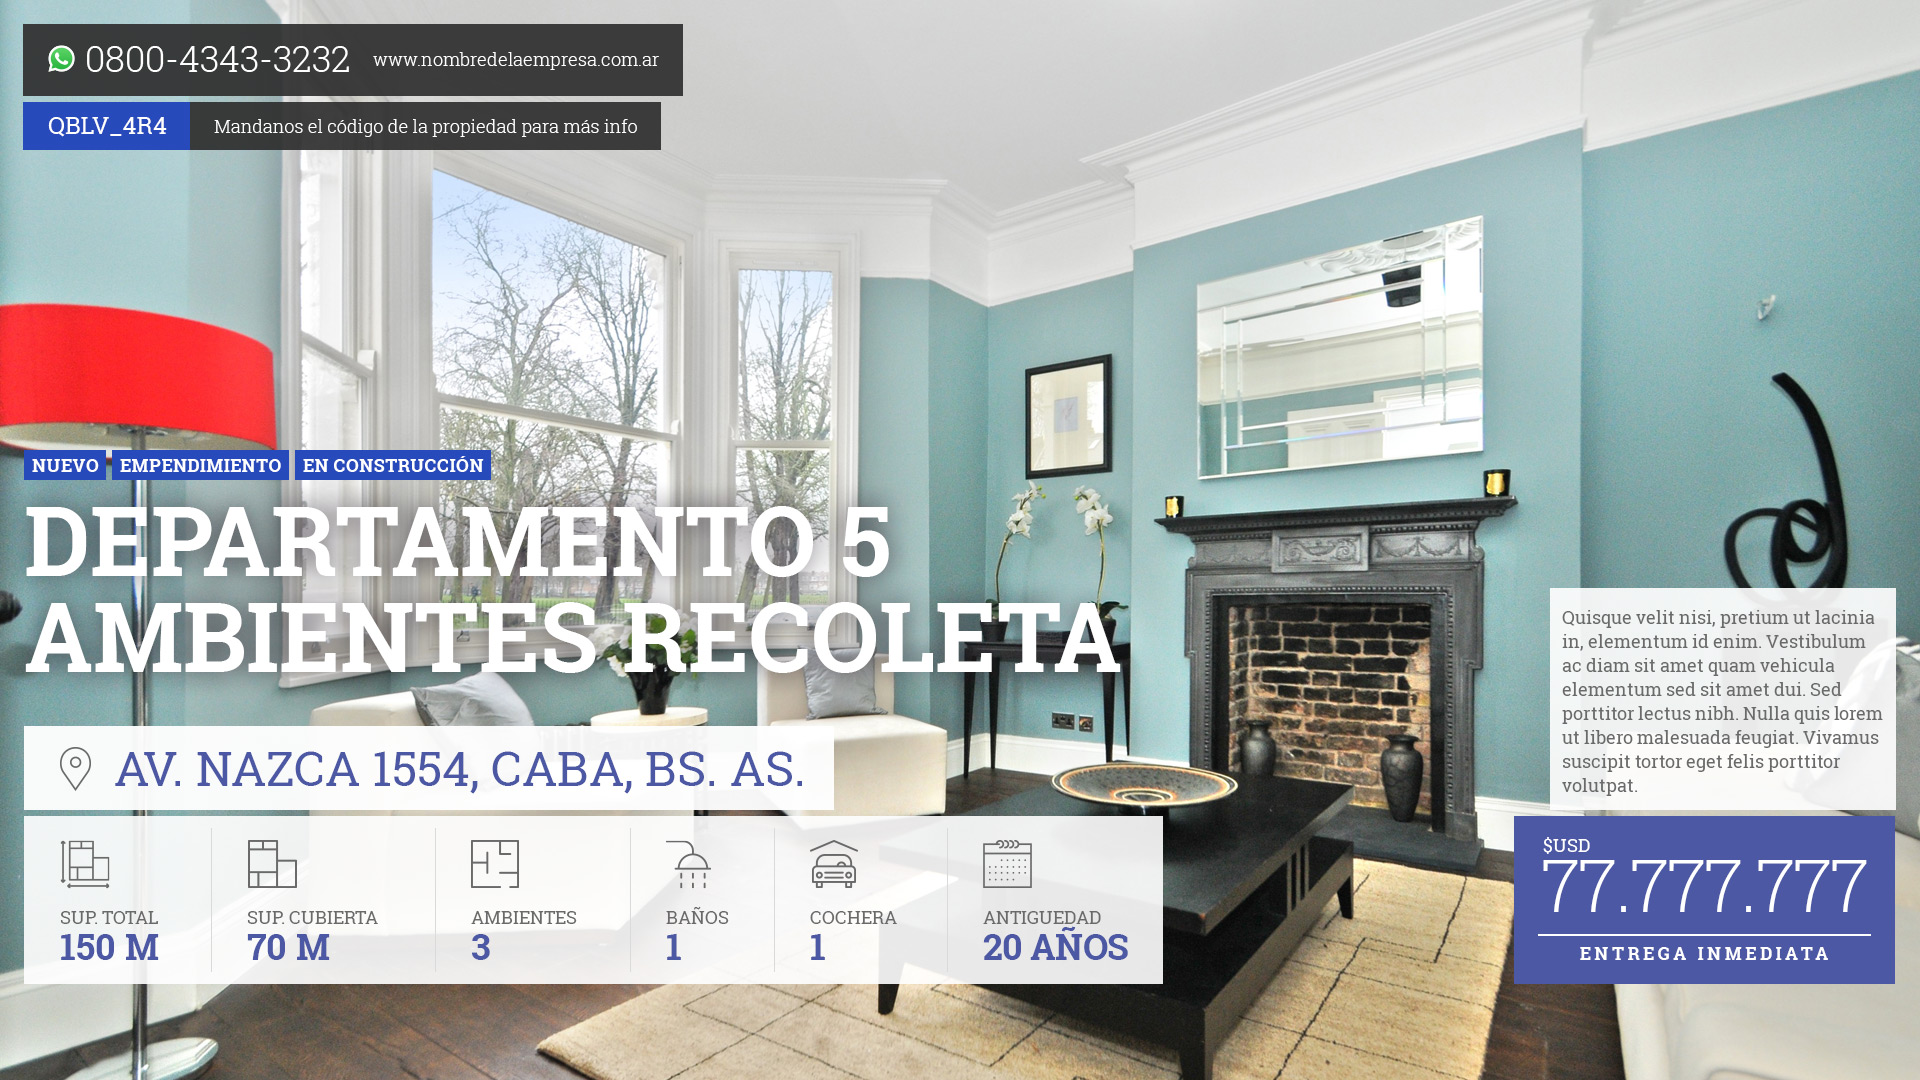 0800-4343-3232 www.nombredelaempresa.com.ar
QBLV_4R4 Mandanos el código de la propiedad para más info
NUEVO EMPENDIMIENTO EN CONSTRUCCIÓN
DEPARTAMENTO 5
AMBIENTES RECOLETA
AV. NAZCA 1554, CABA, BS. AS.
SUP. TOTAL
150 M
SUP. CUBIERTA
70 M
AMBIENTES
3
BAÑOS
1
COCHERA
1
ANTIGUEDAD
20 AÑOS
Quisque velit nisi, pretium ut lacinia
in, elementum id enim. Vestibulum
ac diam sit amet quam vehicula
elementum sed sit amet dui. Sed
porttitor lectus nibh. Nulla quis lorem
ut libero malesuada feugiat. Vivamus
suscipit tortor eget felis porttitor
volutpat.
$USD
77.777.777
ENTREGA INMEDIATA